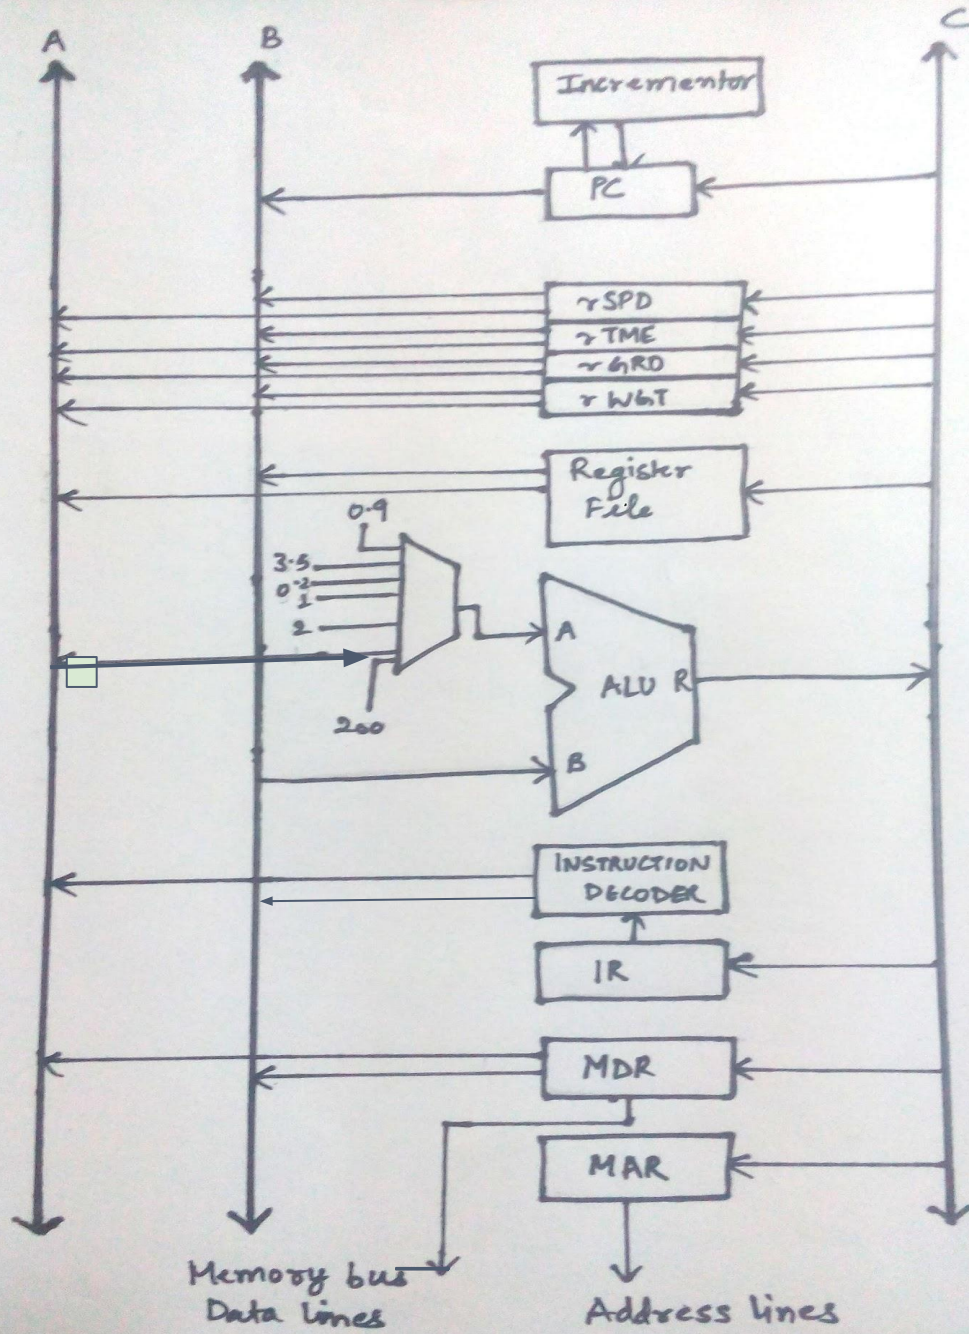 A
B
C
Incrementor
PC
rSPD
rTME
rGRD
rWGT
Register
File
0.9
3.5
0.2
1
2
200
A
ALU R
B
INSTRUCTION
DECODER
IR
MDR
MAR
Memory bus
Data lines
Address lines